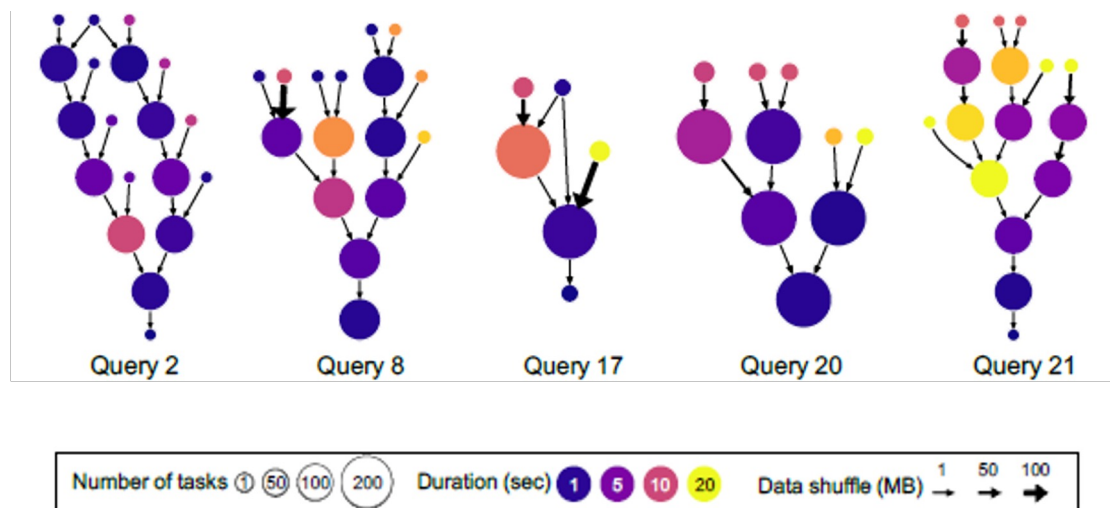 Query 2
Query 8
Query 17
Query 20
Query 21
Number of tasks 1 50 100 200 Duration (sec) 1 5 10 20 Data shuffle (MB) 1 50 100